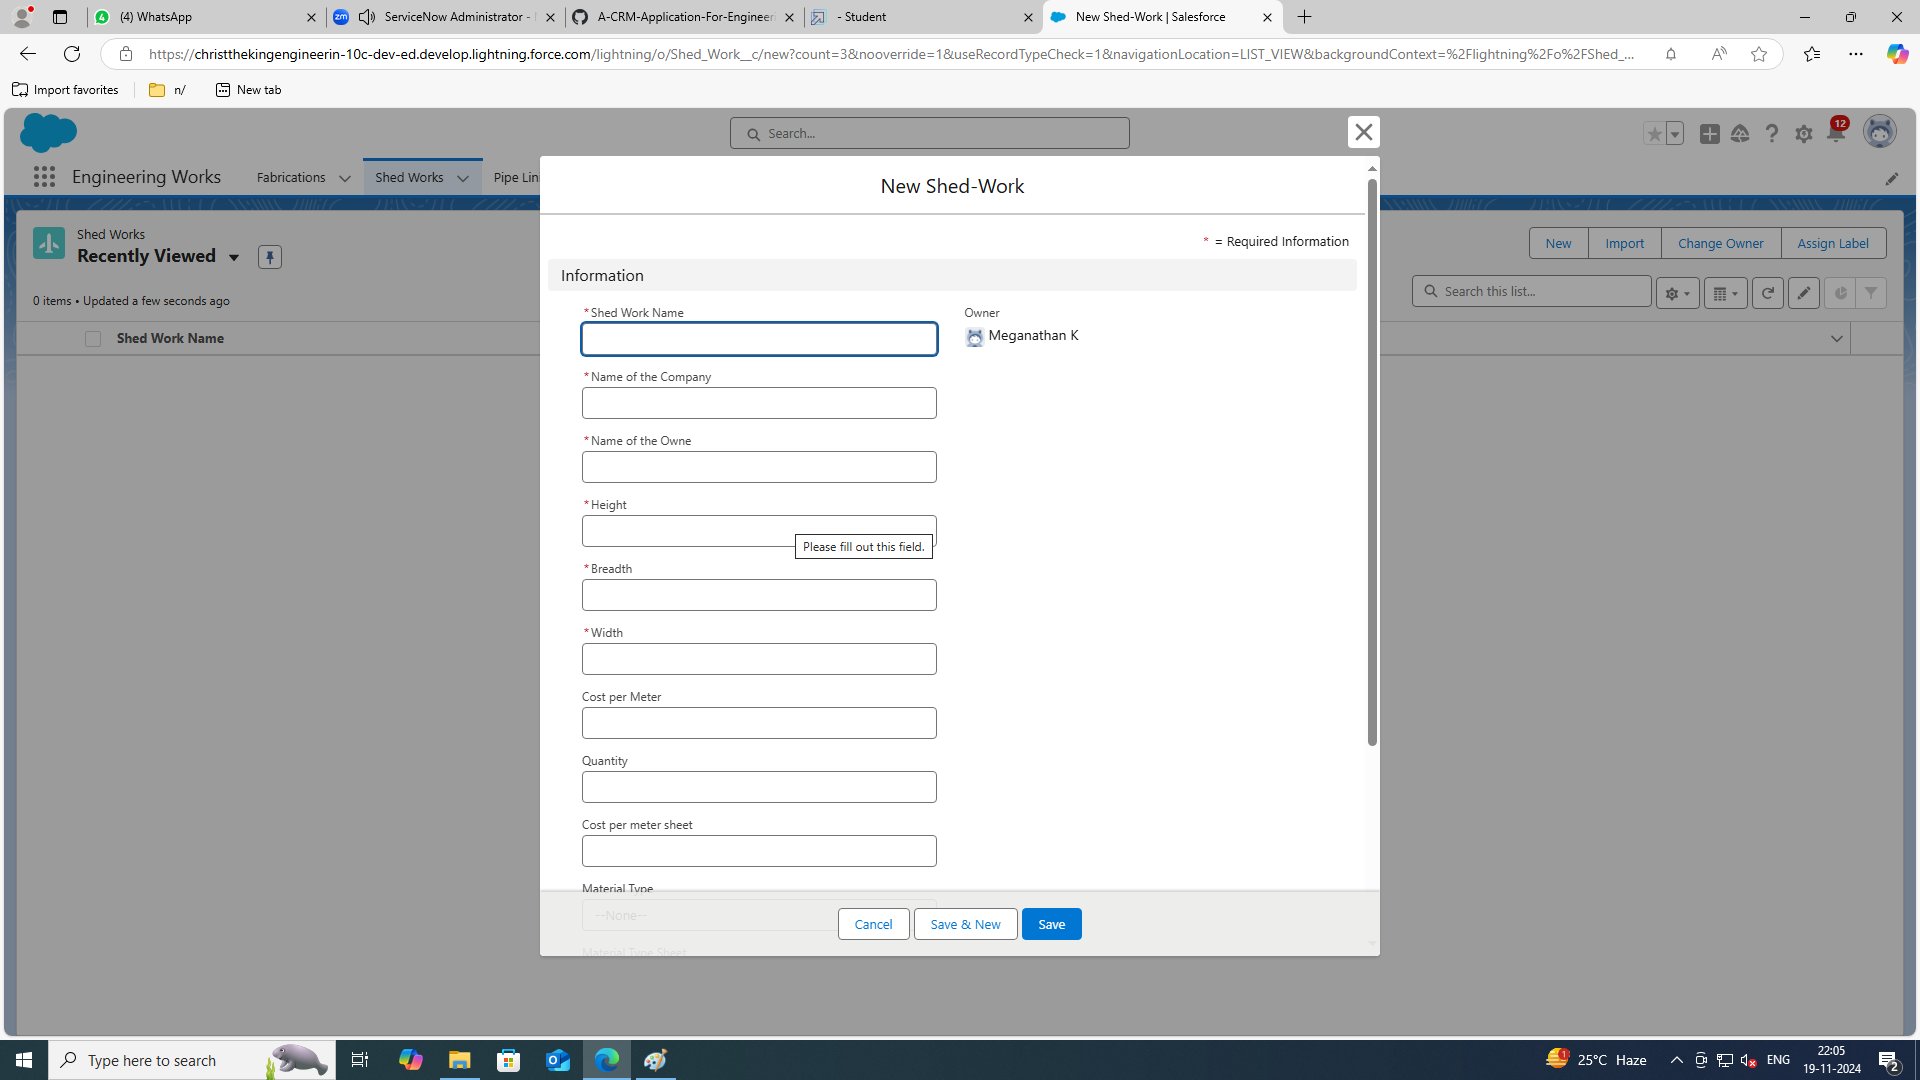 (4) WhatsApp
ServiceNow Administrator -
A-CRM-Application-For-Engineeri
- Student
New Shed-Work | Salesforce
https://christthekingengineerin-10c-dev-ed.develop.lightning.force.com/lightning/o/Shed_Work__c/new?count=3&nooverride=1&useRecordTypeCheck=1&navigationLocation=LIST_VIEW&backgroundContext=%2Flightning%2Fo%2FShed_...
Import favorites
n/
New tab
Search...
12
Engineering Works
Fabrications
Shed Works
Pipe Lin
New Shed-Work
* = Required Information
Shed Works
Recently Viewed
New
Import
Change Owner
Assign Label
0 items • Updated a few seconds ago
Search this list...
Shed Work Name
Information
*Shed Work Name
Owner
Meganathan K
*Name of the Company
*Name of the Owne
*Height
Please fill out this field.
*Breadth
*Width
Cost per Meter
Quantity
Cost per meter sheet
Material Type
--None--
Material Type Sheet
Cancel
Save & New
Save
Type here to search
1
25°C Haze
ENG
22:05
19-11-2024
2